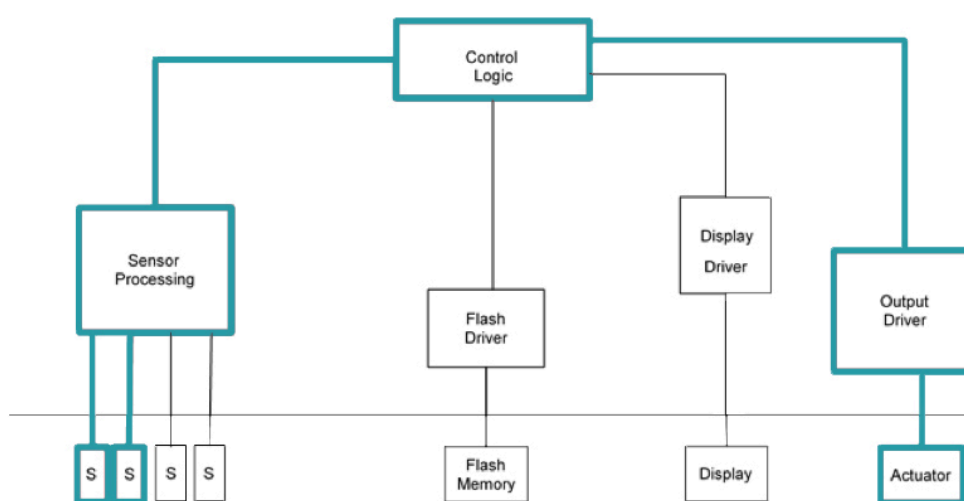 Control
Logic
Sensor
Processing
Display
Driver
Flash
Driver
Output
Driver
S
S
S
S
Flash
Memory
Display
Actuator